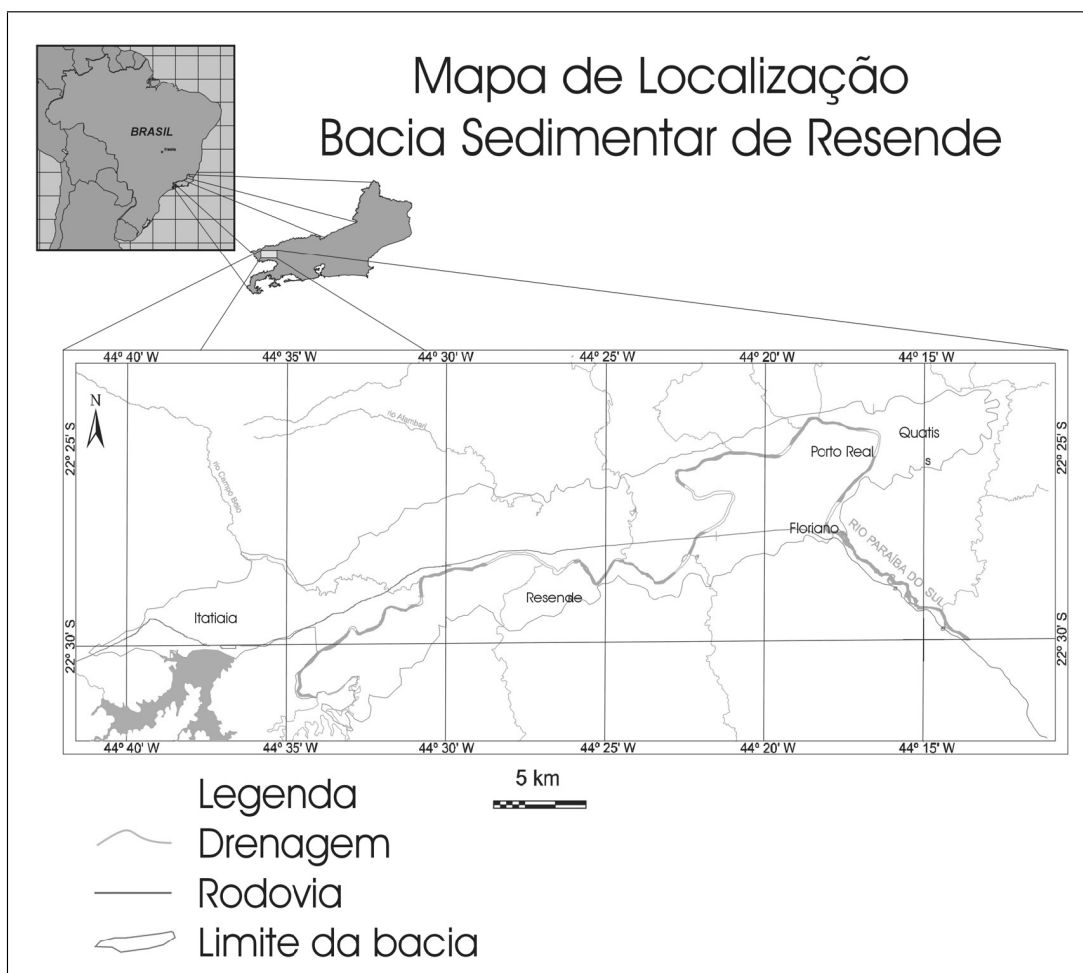 Mapa de Localização
Bacia Sedimentar de Resende
BRASIL
44º 40' W 44º 35' W 44º 30' W 44º 25' W 44º 20' W 44º 15' W
N
22º 25' S
22º 25' S
rio Campo Belo
Quatis
Porto Real
s
Floriano
RIO PARAÍBA DO SUL
Resende
Itatiaia
22º 30' S
22º 30' S
44º 40' W 44º 35' W 44º 30' W 44º 25' W 44º 20' W 44º 15' W
5 km
Legenda
Drenagem
Rodovia
Limite da bacia